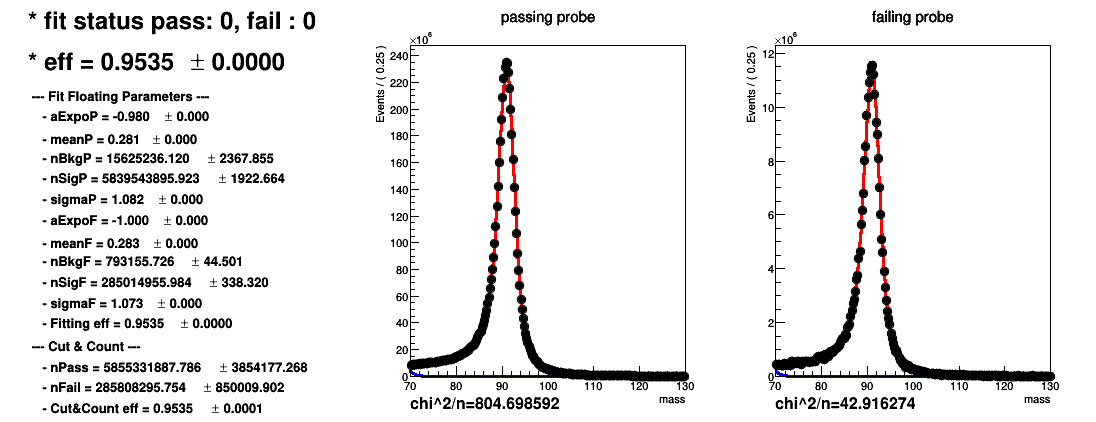 * fit status pass: 0, fail : 0
* eff = 0.9535 ± 0.0000
--- Fit Floating Parameters ---
- aExpoP = -0.980 ± 0.000
- meanP = 0.281 ± 0.000
- nBkgP = 15625236.120 ± 2367.855
- nSigP = 5839543895.923 ± 1922.664
- sigmaP = 1.082 ± 0.000
- aExpoF = -1.000 ± 0.000
- meanF = 0.283 ± 0.000
- nBkgF = 793155.726 ± 44.501
- nSigF = 285014955.984 ± 338.320
- sigmaF = 1.073 ± 0.000
- Fitting eff = 0.9535 ± 0.0000
--- Cut & Count ---
- nPass = 5855331887.786 ± 3854177.268
- nFail = 285808295.754 ± 850009.902
- Cut&Count eff = 0.9535 ± 0.0001
passing probe
×10⁶
Events / ( 0.25 )
240
220
200
180
160
140
120
100
80
60
40
20
0
70 80 90 100 110 120 130
mass
chi^2/n=804.698592
failing probe
×10⁶
Events / ( 0.25 )
12
10
8
6
4
2
0
70 80 90 100 110 120 130
mass
chi^2/n=42.916274